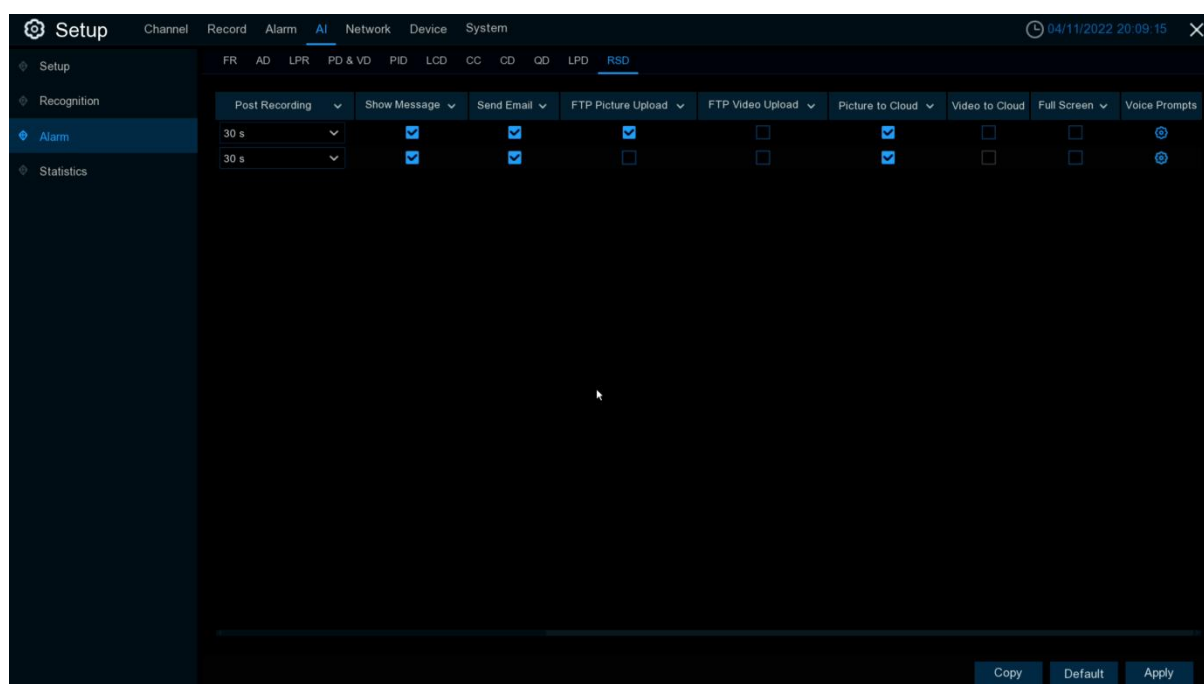 Setup Channel Record Alarm AI Network Device System 04/11/2022 20:09:15
Setup
Recognition
Alarm
Statistics
FR AD LPR PD & VD PID LCD CC CD QD LPD RSD
Post Recording Show Message Send Email FTP Picture Upload FTP Video Upload Picture to Cloud Video to Cloud Full Screen Voice Prompts
30 s
30 s
Copy Default Apply